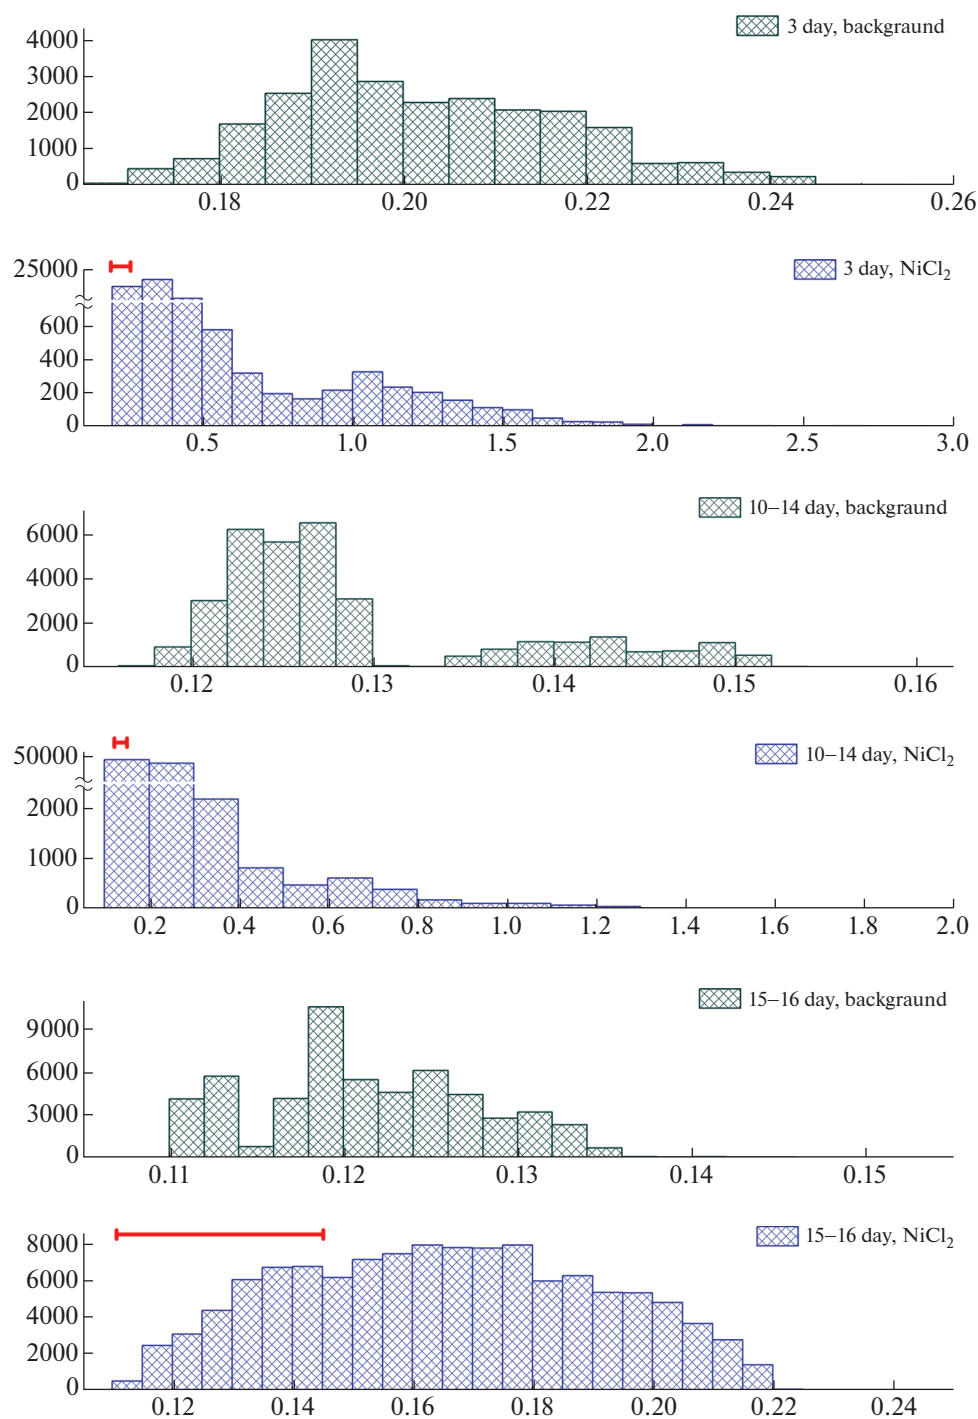 3 day, backgraund
4000
3000
2000
1000
0
0.18 0.20 0.22 0.24 0.26
3 day, NiCl₂
25000
600
400
200
0
0.5 1.0 1.5 2.0 2.5 3.0
10–14 day, backgraund
6000
4000
2000
0
0.12 0.13 0.14 0.15 0.16
10–14 day, NiCl₂
50000
2000
1000
0
0.2 0.4 0.6 0.8 1.0 1.2 1.4 1.6 1.8 2.0
15–16 day, backgraund
9000
6000
3000
0
0.11 0.12 0.13 0.14 0.15
15–16 day, NiCl₂
8000
6000
4000
2000
0
0.12 0.14 0.16 0.18 0.20 0.22 0.24